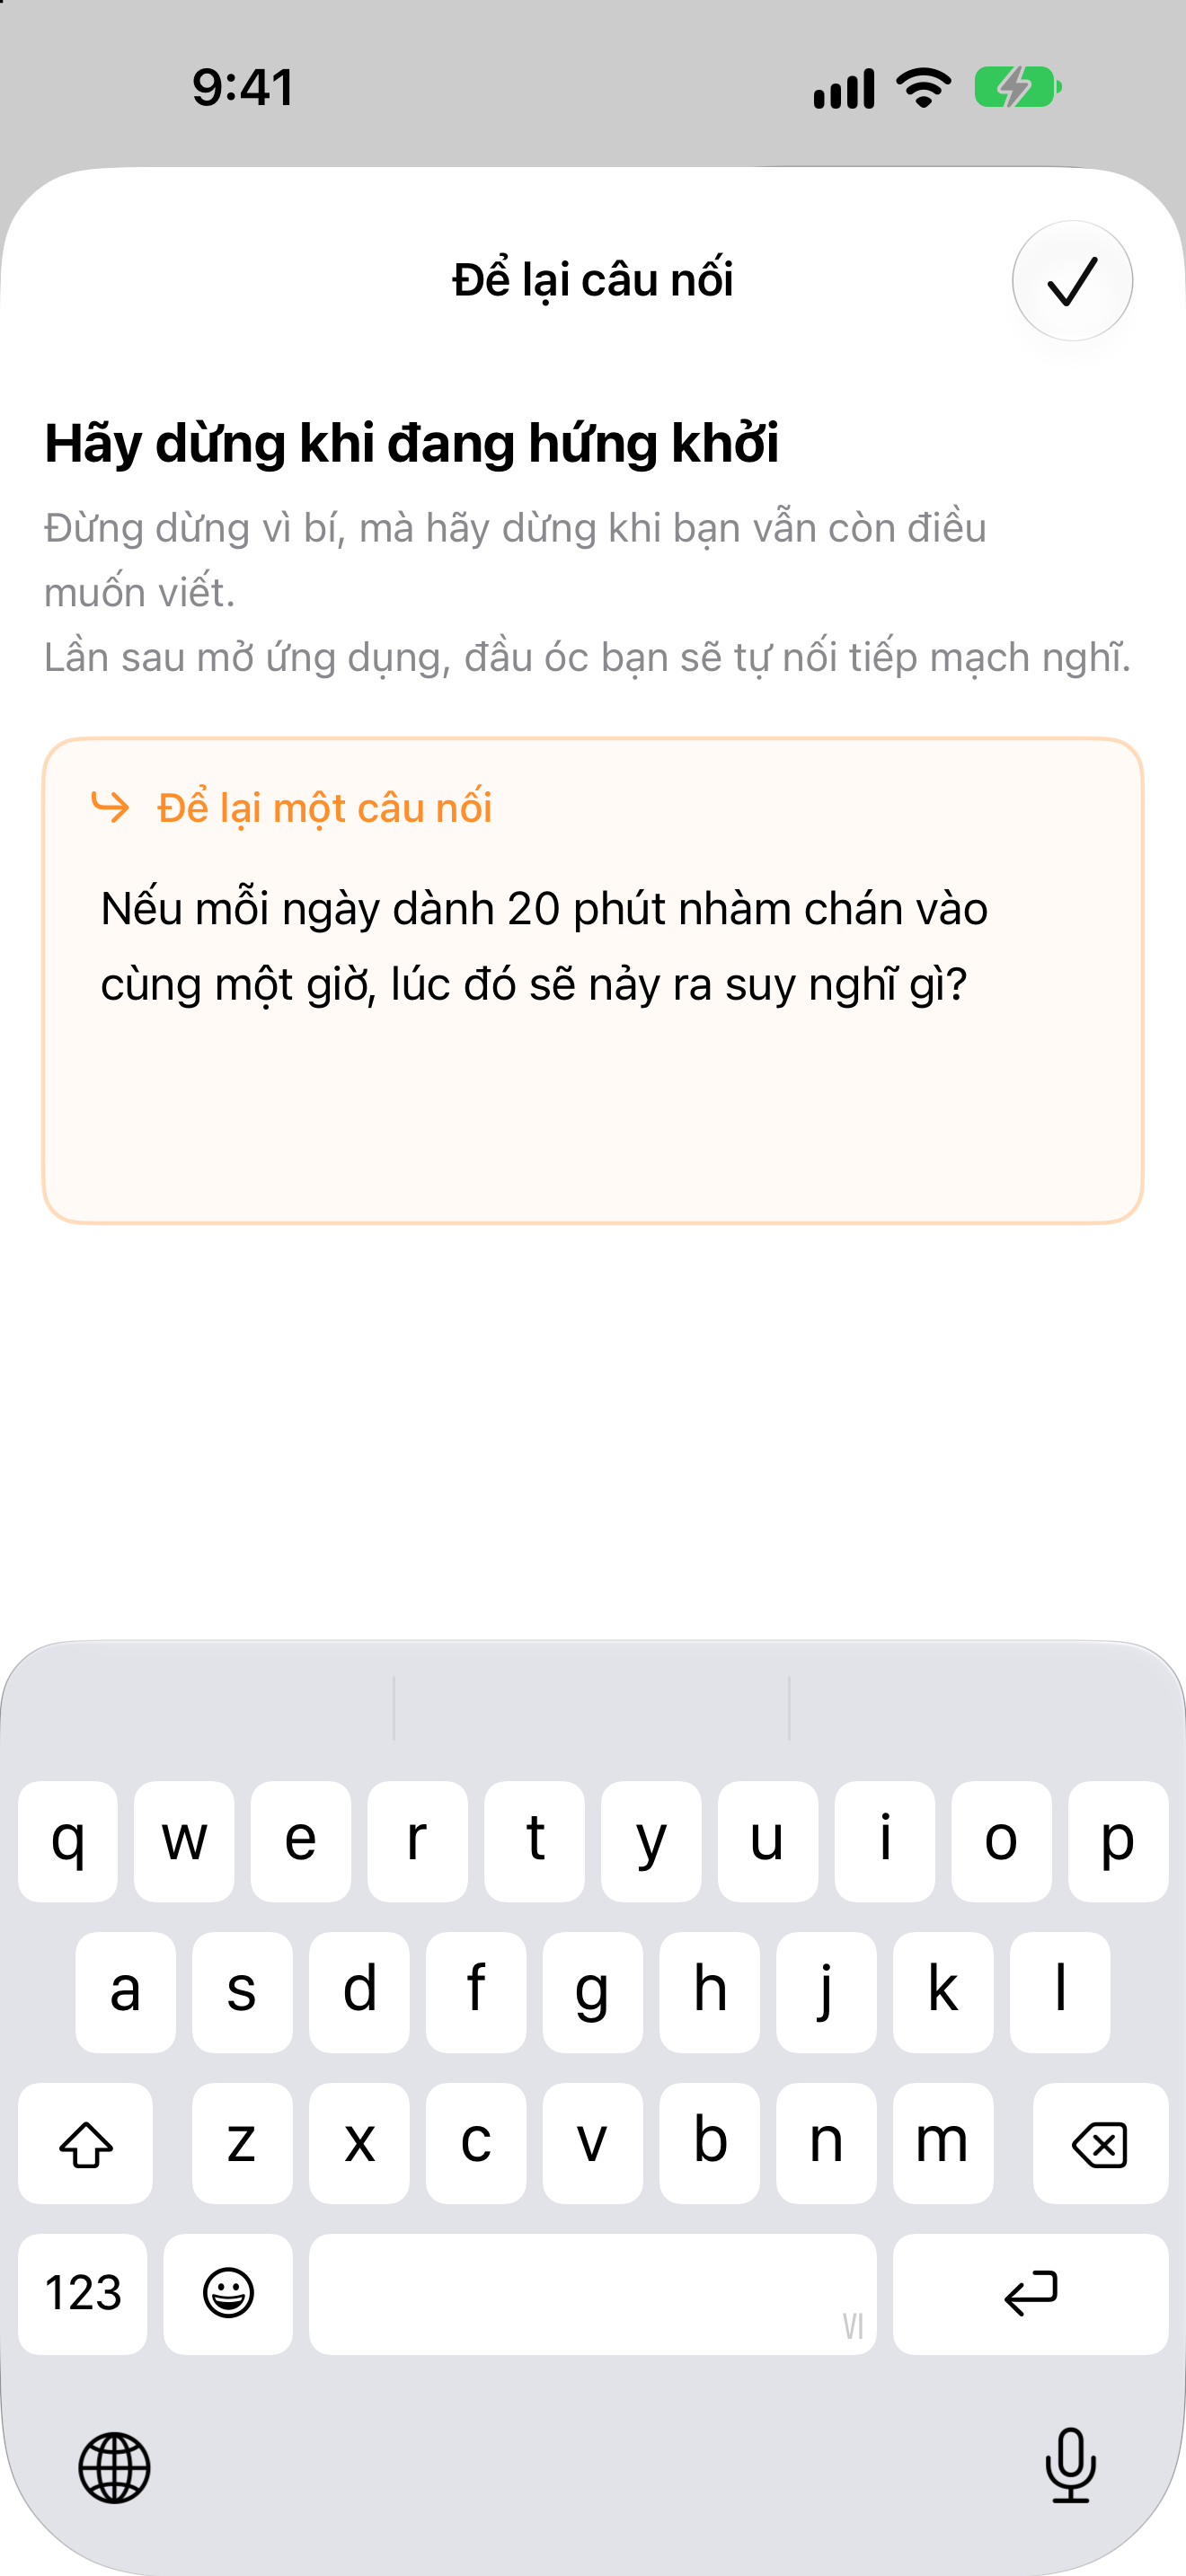 9:41
Để lại câu nối
Hãy dừng khi đang hứng khởi
Đừng dừng vì bí, mà hãy dừng khi bạn vẫn còn điều
muốn viết.
Lần sau mở ứng dụng, đầu óc bạn sẽ tự nối tiếp mạch nghĩ.
Để lại một câu nối
Nếu mỗi ngày dành 20 phút nhàm chán vào
cùng một giờ, lúc đó sẽ nảy ra suy nghĩ gì?
q w e r t y u i o p
a s d f g h j k l
z x c v b n m
123
VI